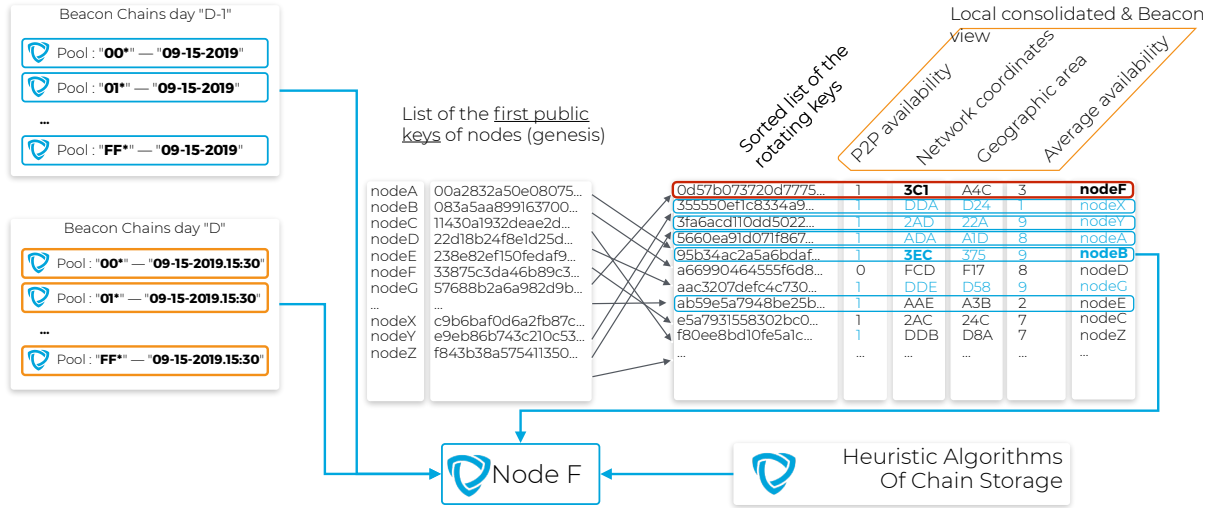 Beacon Chains day "D-1"
Pool : "00*" — "09-15-2019"
Pool : "01*" — "09-15-2019"
...
Pool : "FF*" — "09-15-2019"
Beacon Chains day "D"
Pool : "00*" — "09-15-2019.15:30"
Pool : "01*" — "09-15-2019.15:30"
...
Pool : "FF*" — "09-15-2019.15:30"
List of the first public
keys of nodes (genesis)
nodeA 00a2832a50e08075...
nodeB 083a5aa899163700...
nodeC 11430a1932deae2d...
nodeD 22d18b24f8e1d25d...
nodeE 238e82ef150fedaf9...
nodeF 33875c3da46b89c3...
nodeG 57688b2a6a982d9b...
... ...
nodeX c9b6baf0d6a2fb87c...
nodeY e9eb86b743c210c53...
nodeZ f843b38a575411350...
Local consolidated & Beacon
view
Sorted list of the
rotating keys
P2P availability
Network coordinates
Geographic area
Average availability
0d57b073720d7775... 1 3C1 A4C 3 nodeF
355550ef1c8334a9... 1 DDA D24 1 nodeX
3fa6acd110dd5022... 1 2AD 22A 9 nodeY
5660ea91d071f867... 1 ADA A1D 8 nodeA
95b34ac2a5a6bdaf... 1 3EC 375 9 nodeB
a66990464555f6d8... 0 FCD F17 8 nodeD
aac3207defc4c730... 1 DDE D58 9 nodeG
ab59e5a7948be25b... 1 AAE A3B 2 nodeE
e5a7931558302bc0... 1 2AC 24C 7 nodeC
f80ee8bd10fe5a1c... 1 DDB D8A 7 nodeZ
... ... ... ... ... ...
Node F
Heuristic Algorithms
Of Chain Storage